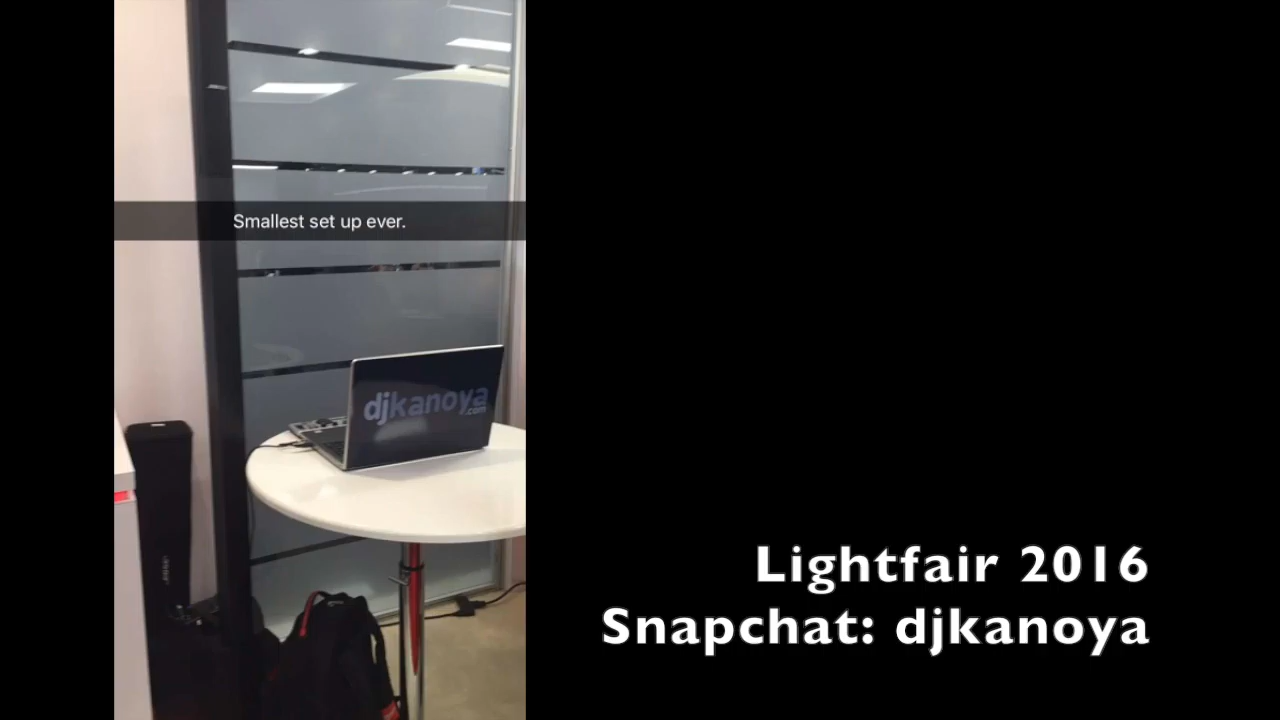 Smallest set up ever.
djkanoya
.com
Lightfair 2016
Snapchat: djkanoya